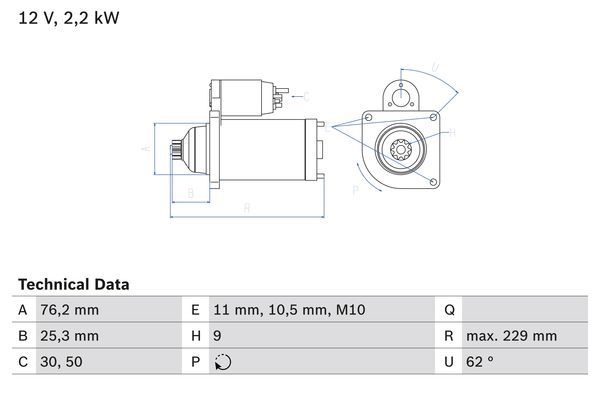 12 V, 2,2 kW
U
C
E
A
H
B
P
R
Technical Data
A 76,2 mm E 11 mm, 10,5 mm, M10 Q
B 25,3 mm H 9 R max. 229 mm
C 30, 50 P U 62 °